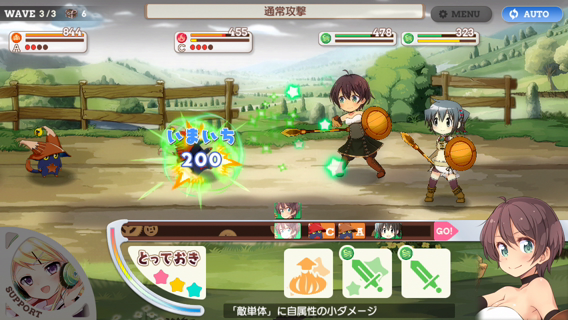 WAVE 3/3
6
通常攻撃
MENU
AUTO
844
A
455
C
478
323
いまいち
200
C
A
GO!
とっておき
SUPPORT
「敵単体」に自属性の小ダメージ